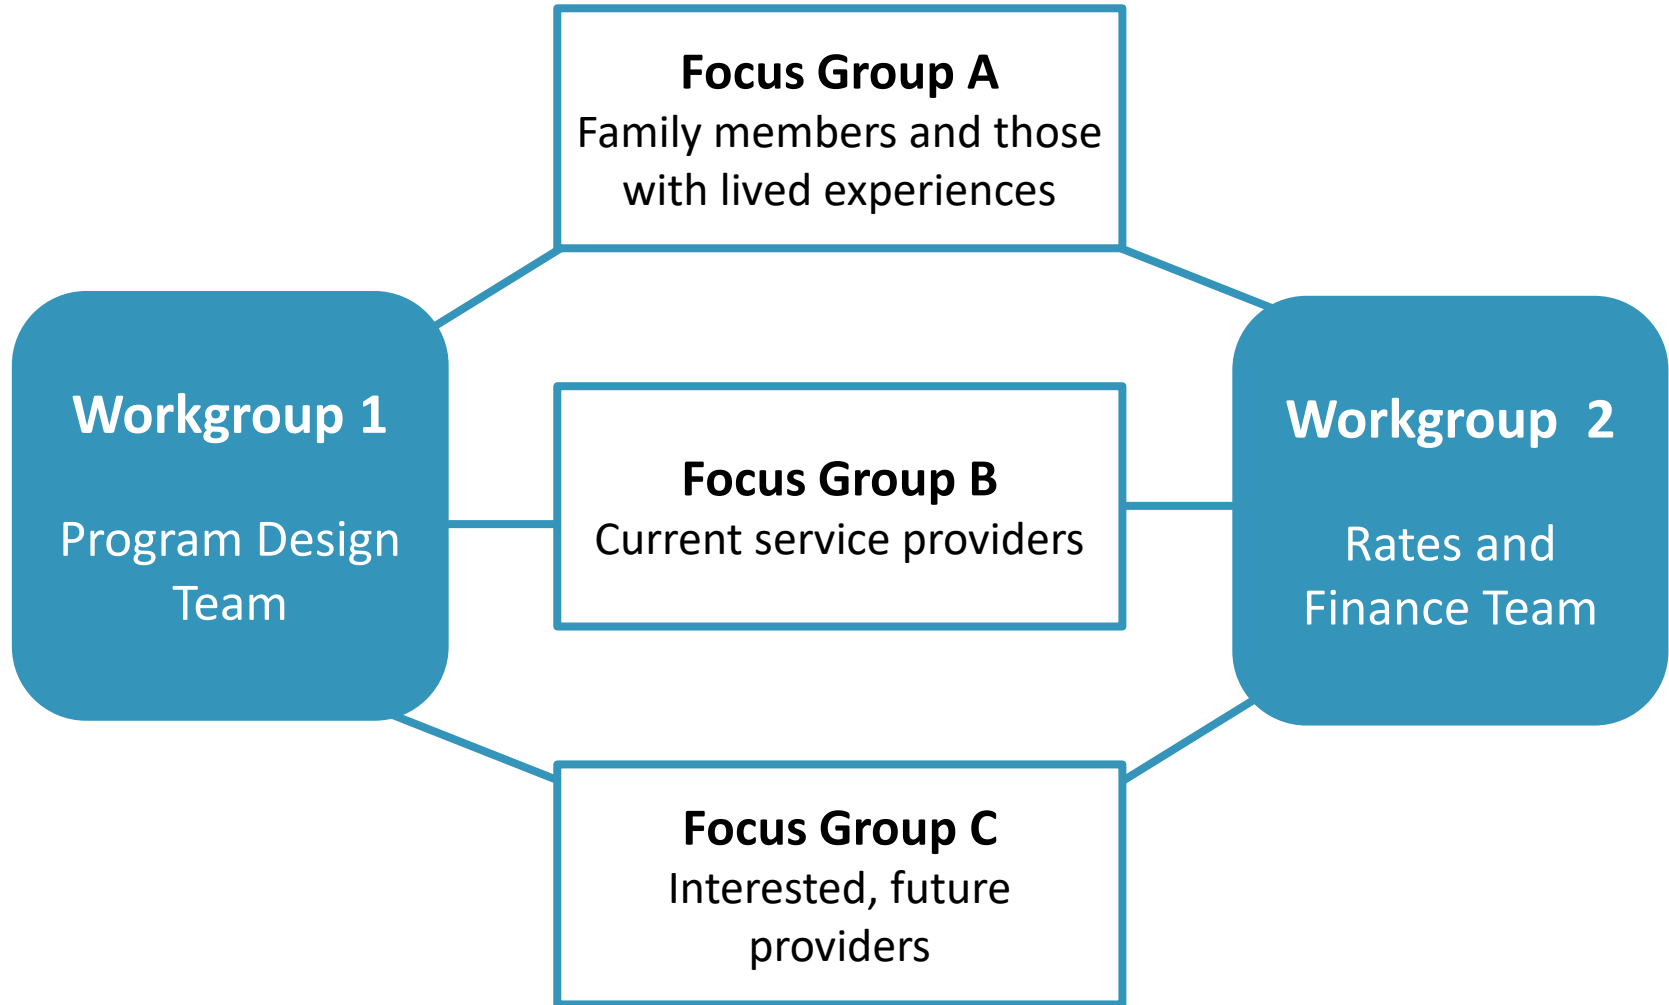 Focus Group A
Family members and those
with lived experiences
Workgroup 1
Program Design
Team
Focus Group B
Current service providers
Workgroup  2
Rates and
Finance Team
Focus Group C
Interested, future
providers